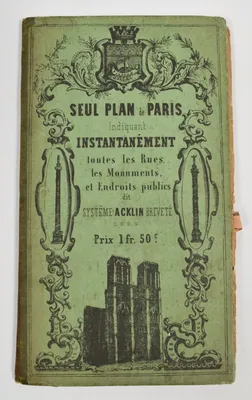 SEUL PLAN de PARIS
Indiquant
INSTANTANÉMENT
toutes les Rues,
les Monuments,
et Endroits publics
dit
SYSTÈME ACKLIN BREVETÉ
S.G.D.G.
Prix 1 fr. 50 c.